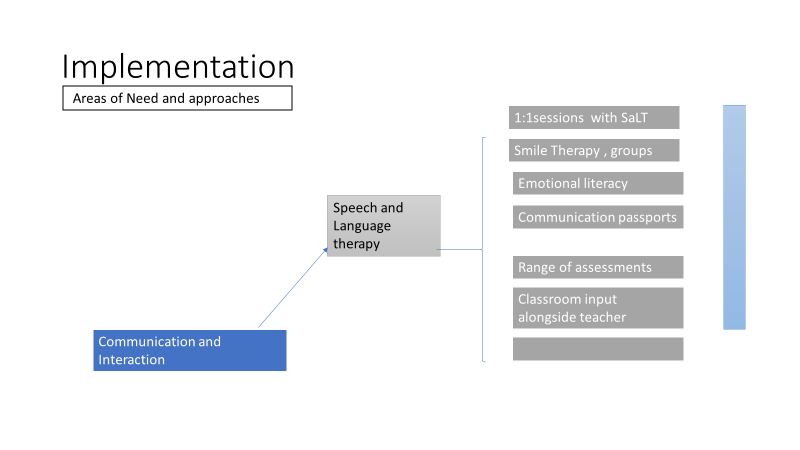 Implementation
Areas of Need and approaches
1:1sessions with SaLT
Smile Therapy , groups
Emotional literacy
Communication passports
Speech and
Language
therapy
Range of assessments
Classroom input
alongside teacher
Communication and
Interaction